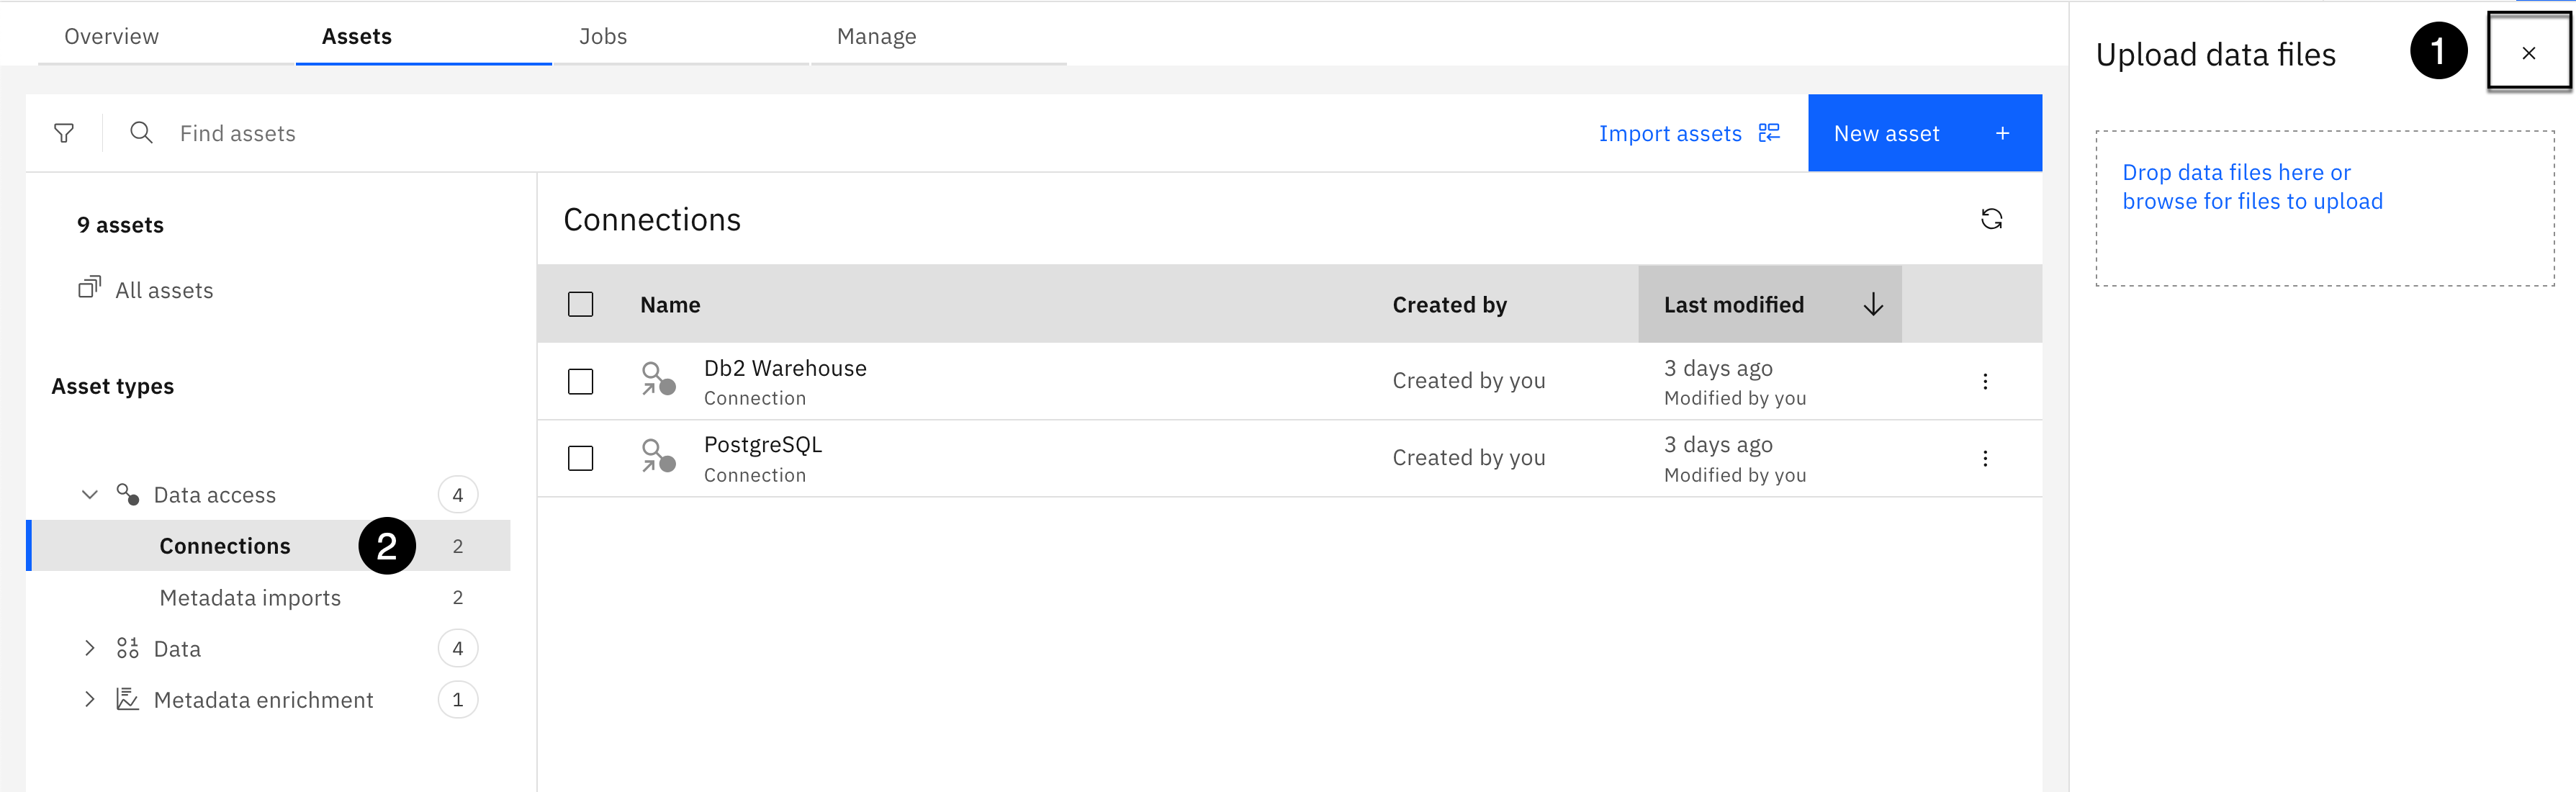 Overview
Assets
Jobs
Manage
Upload data files
1
Find assets
Import assets
New asset
Drop data files here or
browse for files to upload
9 assets
All assets
Asset types
Data access 4
Connections 2 2
Metadata imports 2
Data 4
Metadata enrichment 1
Connections
Name
Created by
Last modified
Db2 Warehouse
Connection
Created by you
3 days ago
Modified by you
PostgreSQL
Connection
Created by you
3 days ago
Modified by you